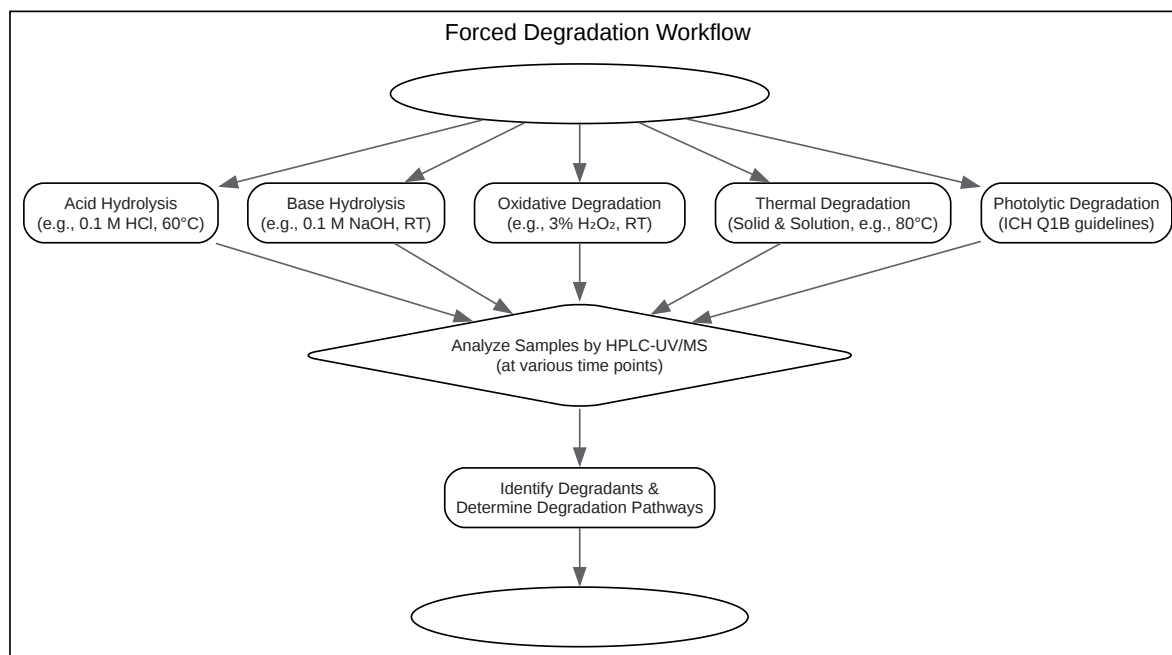 Forced Degradation Workflow
Acid Hydrolysis
(e.g., 0.1 M HCl, 60°C)
Base Hydrolysis
(e.g., 0.1 M NaOH, RT)
Oxidative Degradation
(e.g., 3% H₂O₂, RT)
Thermal Degradation
(Solid & Solution, e.g., 80°C)
Photolytic Degradation
(ICH Q1B guidelines)
Analyze Samples by HPLC-UV/MS
(at various time points)
Identify Degradants &
Determine Degradation Pathways